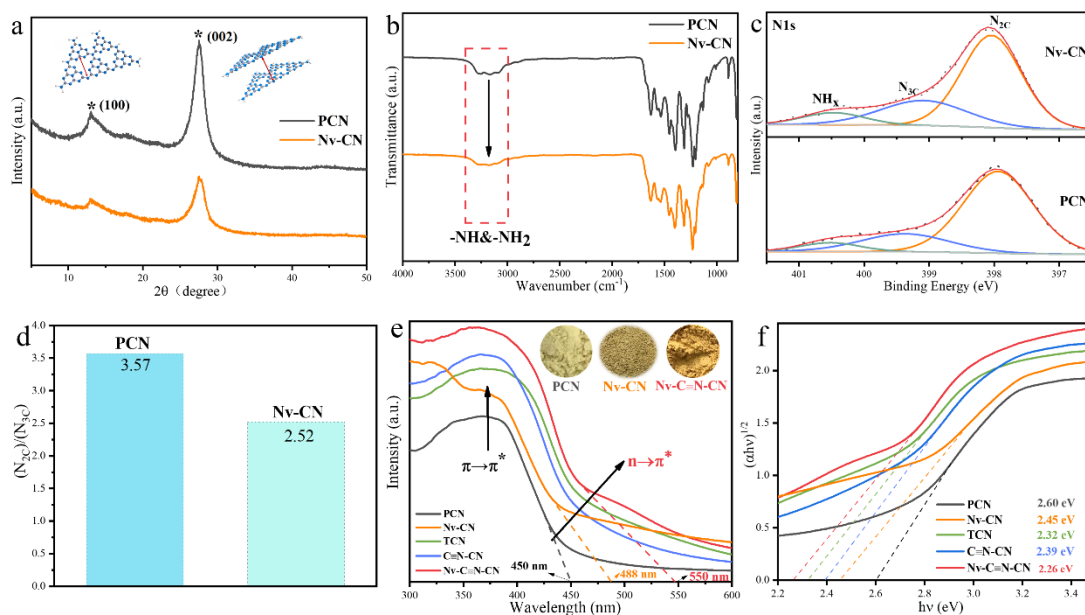 a
* (002)
* (100)
PCN
Nv-CN
Intensity (a.u.)
10 20 30 40 50
2θ（degree）
b
PCN
Nv-CN
Transmittance (a.u.)
-NH&-NH2
4000 3000 2000 1600 1200 800
Wavenumber (cm-1)
c
N1s
N2C
Nv-CN
N3C
NHX
PCN
Intensity (a.u.)
401 400 399 398 397
Binding Energy (eV)
d
4.0
3.5
3.0
2.5
2.0
1.5
1.0
0.5
0.0
(N2C)/(N3C)
PCN
3.57
Nv-CN
2.52
e
PCN
Nv-CN
Nv-C=N-CN
Intensity (a.u.)
π→π*
n→π*
PCN
Nv-CN
TCN
C≡N-CN
Nv-C=N-CN
450 nm
488 nm
550 nm
300 350 400 450 500 550 600
Wavelength (nm)
f
(αhν)1/2
2.0
1.5
1.0
0.5
0.0
PCN 2.60 eV
Nv-CN 2.45 eV
TCN 2.32 eV
C≡N-CN 2.39 eV
Nv-C≡N-CN 2.26 eV
2.2 2.4 2.6 2.8 3.0 3.2 3.4
hν (eV)